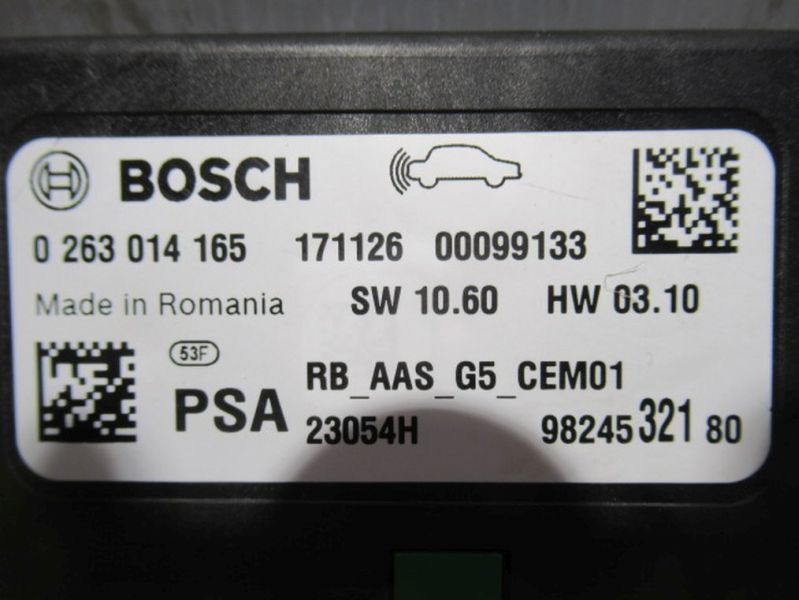 BOSCH
0 263 014 165 171126 00099133
Made in Romania SW 10.60 HW 03.10
53F
PSA RB_AAS_G5_CEM01
23054H 98245 321 80